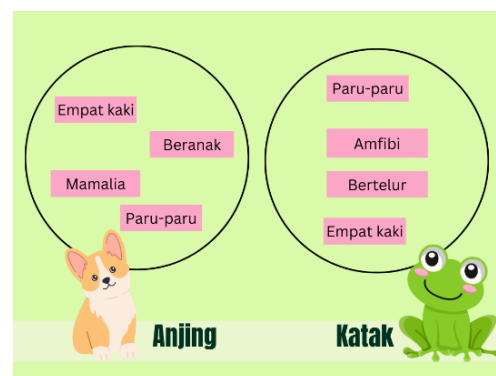 Empat kaki
Beranak
Mamalia
Paru-paru
Paru-paru
Amfibi
Bertelur
Empat kaki
Anjing
Katak